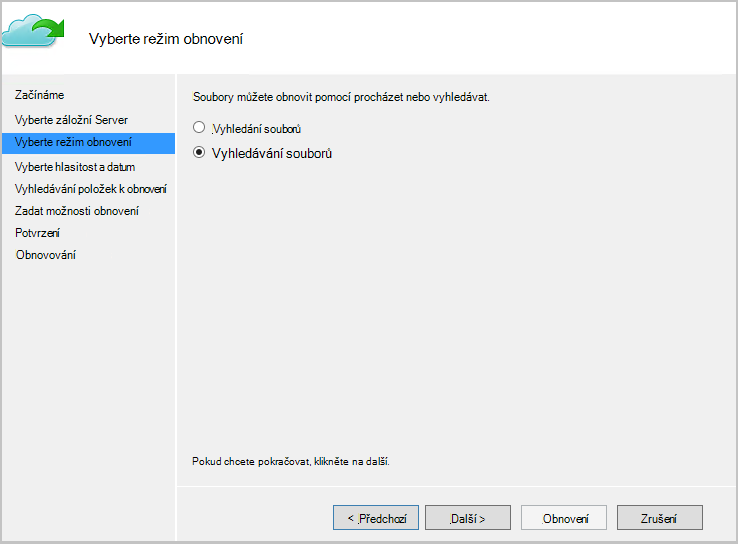 Vyberte režim obnovení
Začínáme
Vyberte záložní Server
Vyberte režim obnovení
Vyberte hlasitost a datum
Vyhledávání položek k obnovení
Zadat možnosti obnovení
Potvrzení
Obnovování
Soubory můžete obnovit pomocí procházet nebo vyhledávat.
Vyhledání souborů
Vyhledávání souborů
Pokud chcete pokračovat, klikněte na další.
< Předchozí
Další >
Obnovení
Zrušení